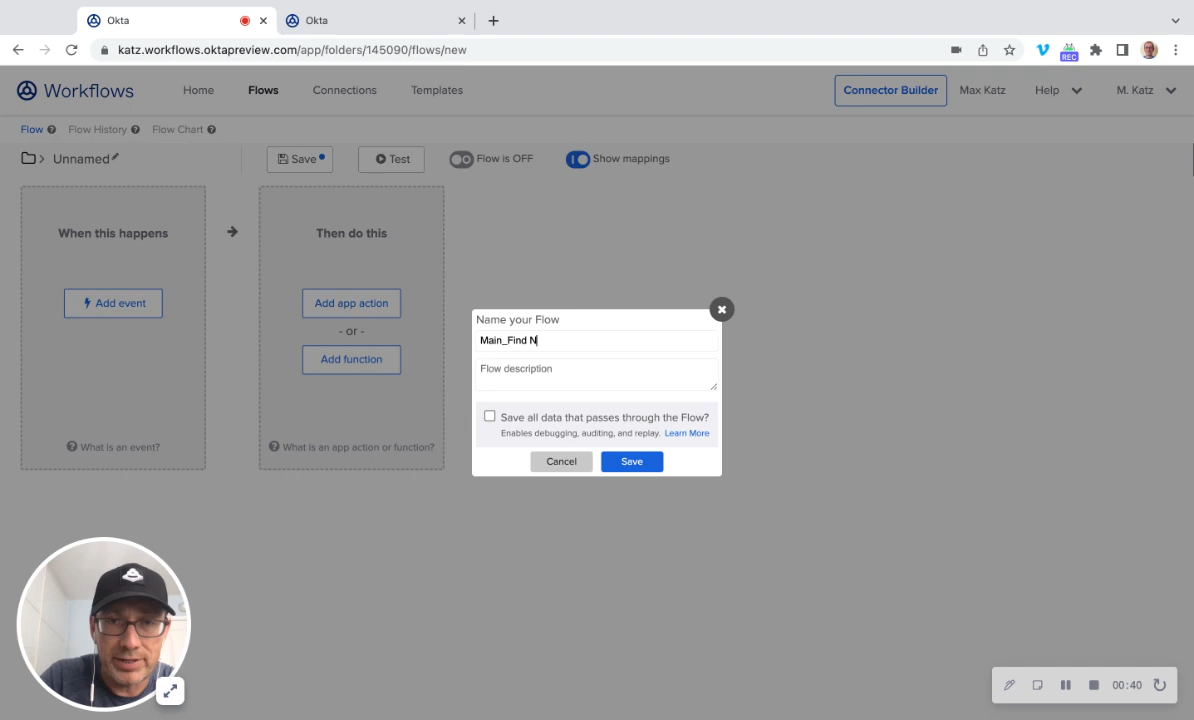 Okta
Okta
katz.workflows.oktapreview.com/app/folders/145090/flows/new
REC
Workflows
Home
Flows
Connections
Templates
Connector Builder
Max Katz
Help
M. Katz
Flow
Flow History
Flow Chart
Unnamed
Save
Test
Flow is OFF
Show mappings
When this happens
Add event
What is an event?
Then do this
Add app action
- or -
Add function
What is an app action or function?
Name your Flow
Main_Find N
Flow description
Save all data that passes through the Flow?
Enables debugging, auditing, and replay. Learn More
Cancel
Save
00:40